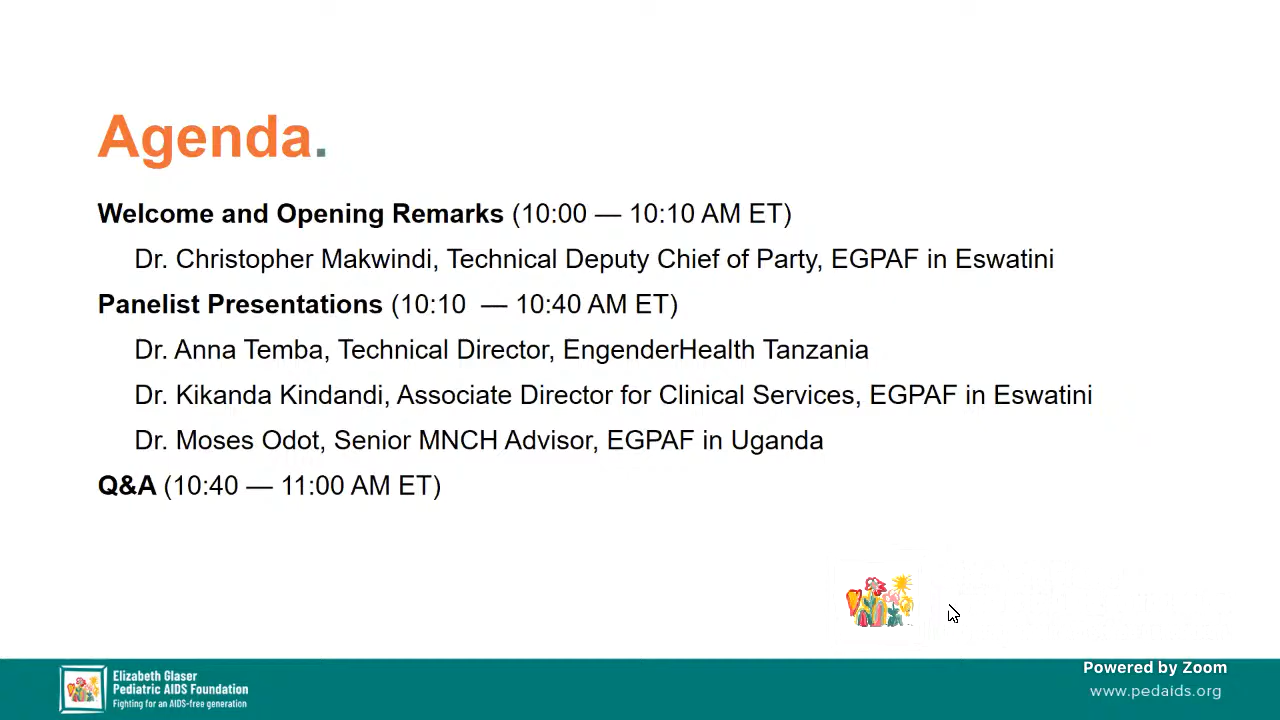 Agenda.
Welcome and Opening Remarks (10:00 — 10:10 AM ET)
Dr. Christopher Makwindi, Technical Deputy Chief of Party, EGPAF in Eswatini
Panelist Presentations (10:10  — 10:40 AM ET)
Dr. Anna Temba, Technical Director, EngenderHealth Tanzania
Dr. Kikanda Kindandi, Associate Director for Clinical Services, EGPAF in Eswatini
Dr. Moses Odot, Senior MNCH Advisor, EGPAF in Uganda
Q&A (10:40 — 11:00 AM ET)
Elizabeth Glaser
Pediatric AIDS Foundation
Fighting for an AIDS-free generation
Powered by Zoom
www.pedaids.org